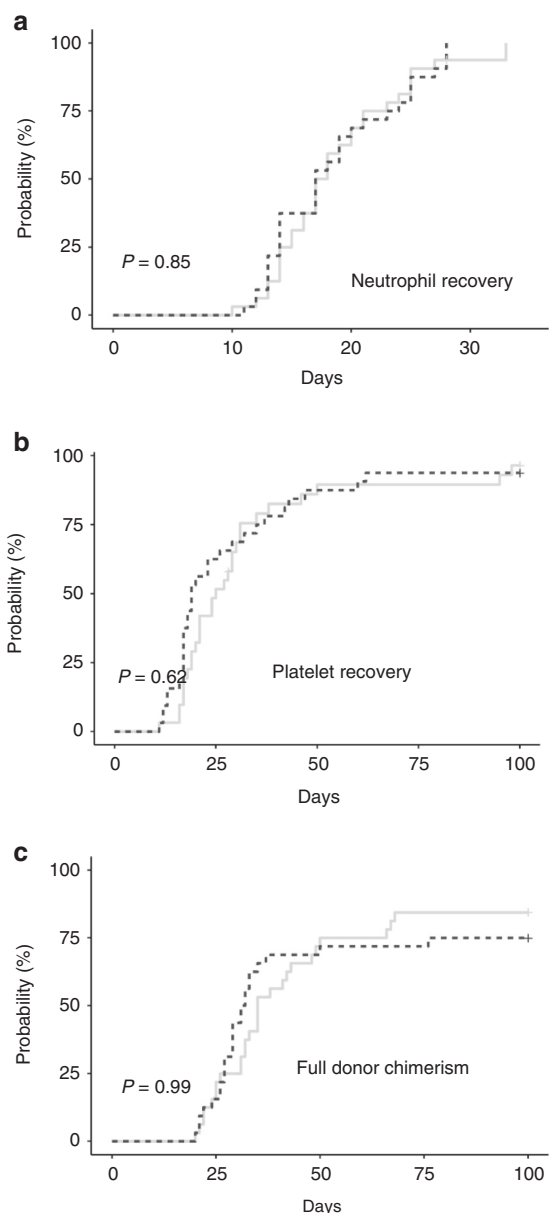 a
100
75
50
25
0
Probability (%)
P = 0.85
Neutrophil recovery
0 10 20 30
Days
b
100
75
50
25
0
Probability (%)
P = 0.62
Platelet recovery
0 25 50 75 100
Days
c
100
75
50
25
0
Probability (%)
P = 0.99
Full donor chimerism
0 25 50 75 100
Days